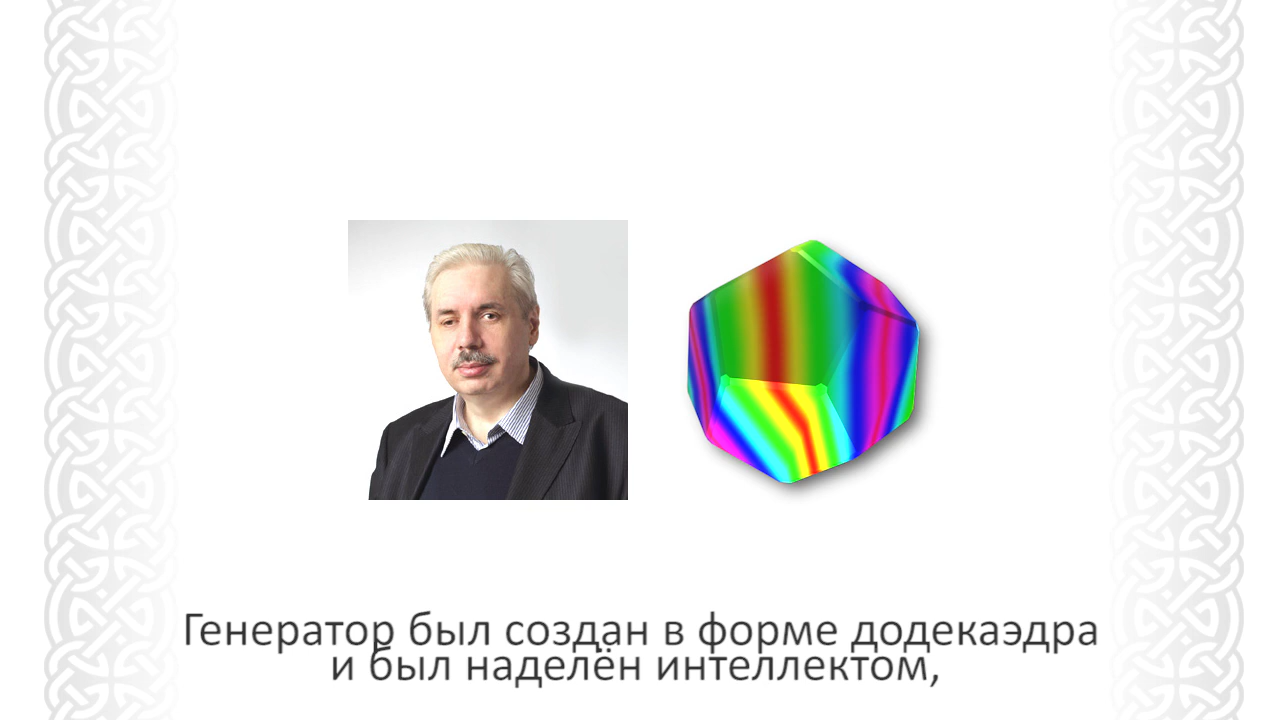 Генератор был создан в форме додекаэдра
и был наделён интеллектом,